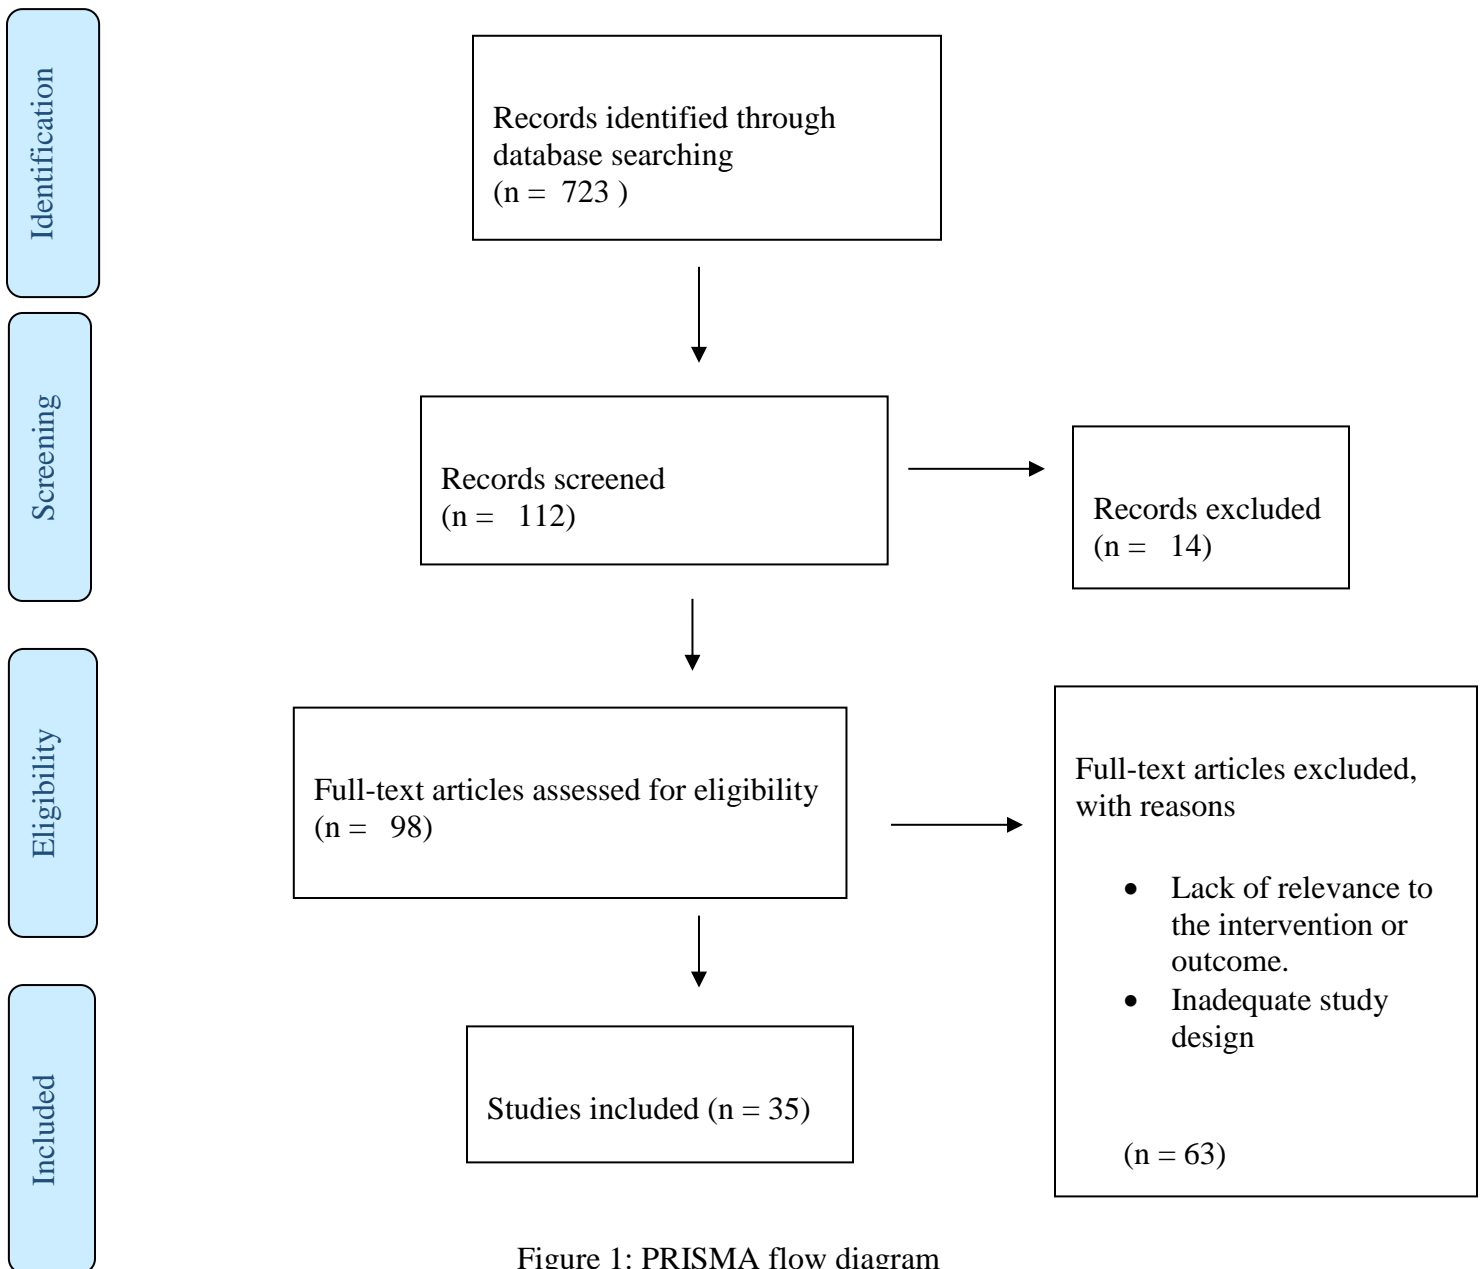 Identification
Records identified through
database searching
(n = 723 )
Screening
Records screened
(n = 112)
Records excluded
(n = 14)
Eligibility
Full-text articles assessed for eligibility
(n = 98)
Full-text articles excluded,
with reasons
• Lack of relevance to
the intervention or
outcome.
• Inadequate study
design
(n = 63)
Included
Studies included (n = 35)
Figure 1: PRISMA flow diagram